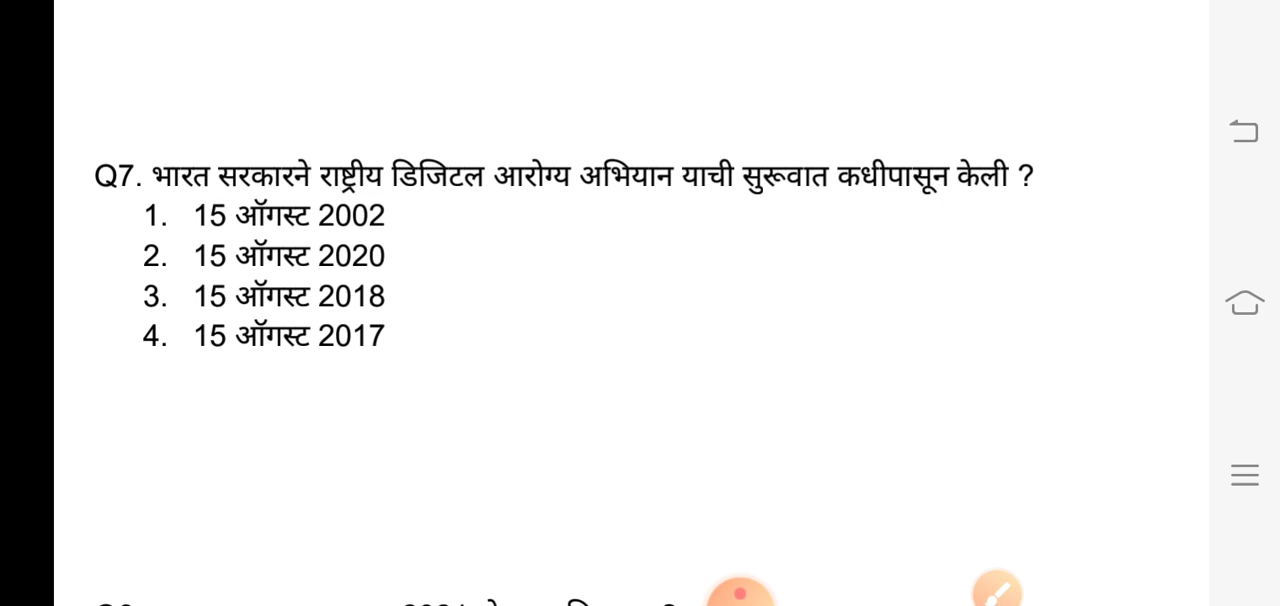 Q7. भारत सरकारने राष्ट्रीय डिजिटल आरोग्य अभियान याची सुरूवात कधीपासून केली ?
1. 15 ऑगस्ट 2002
2. 15 ऑगस्ट 2020
3. 15 ऑगस्ट 2018
4. 15 ऑगस्ट 2017